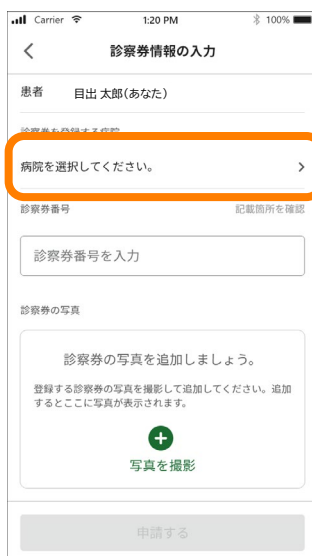 Carrier 1:20 PM 100%
診察券情報の入力
患者 目出 太郎(あなた)
診察券を登録する病院
病院を選択してください。
診察券番号 記載箇所を確認
診察券番号を入力
診察券の写真
診察券の写真を追加しましょう。
登録する診察券の写真を撮影して追加してください。追加
するとここに写真が表示されます。
写真を撮影
申請する